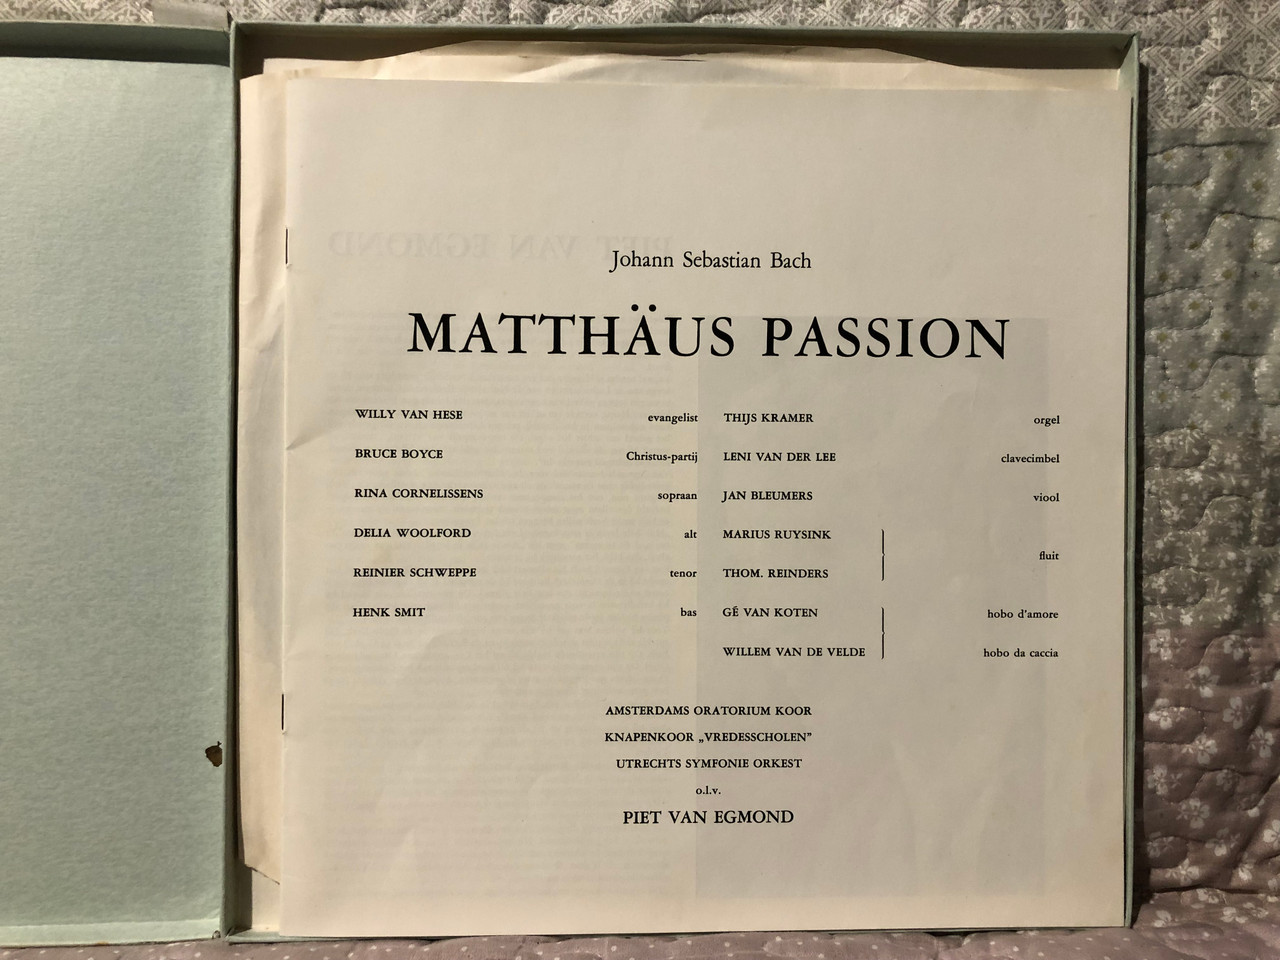 Johann Sebastian Bach
MATTHÄUS PASSION
WILLY VAN HESE evangelist
BRUCE BOYCE Christus-partij
RINA CORNELISSENS sopraan
DELIA WOOLFORD alt
REINIER SCHWEPPE tenor
HENK SMIT bas
THIJS KRAMER orgel
LENI VAN DER LEE clavecimbel
JAN BLEUMERS viool
MARIUS RUYSINK
fluit
THOM. REINDERS
GÉ VAN KOTEN hobo d'amore
WILLEM VAN DE VELDE hobo da caccia
AMSTERDAMS ORATORIUM KOOR
KNAPENKOOR „VREDESSCHOLEN”
UTRECHTS SYMFONIE ORKEST
o.l.v.
PIET VAN EGMOND